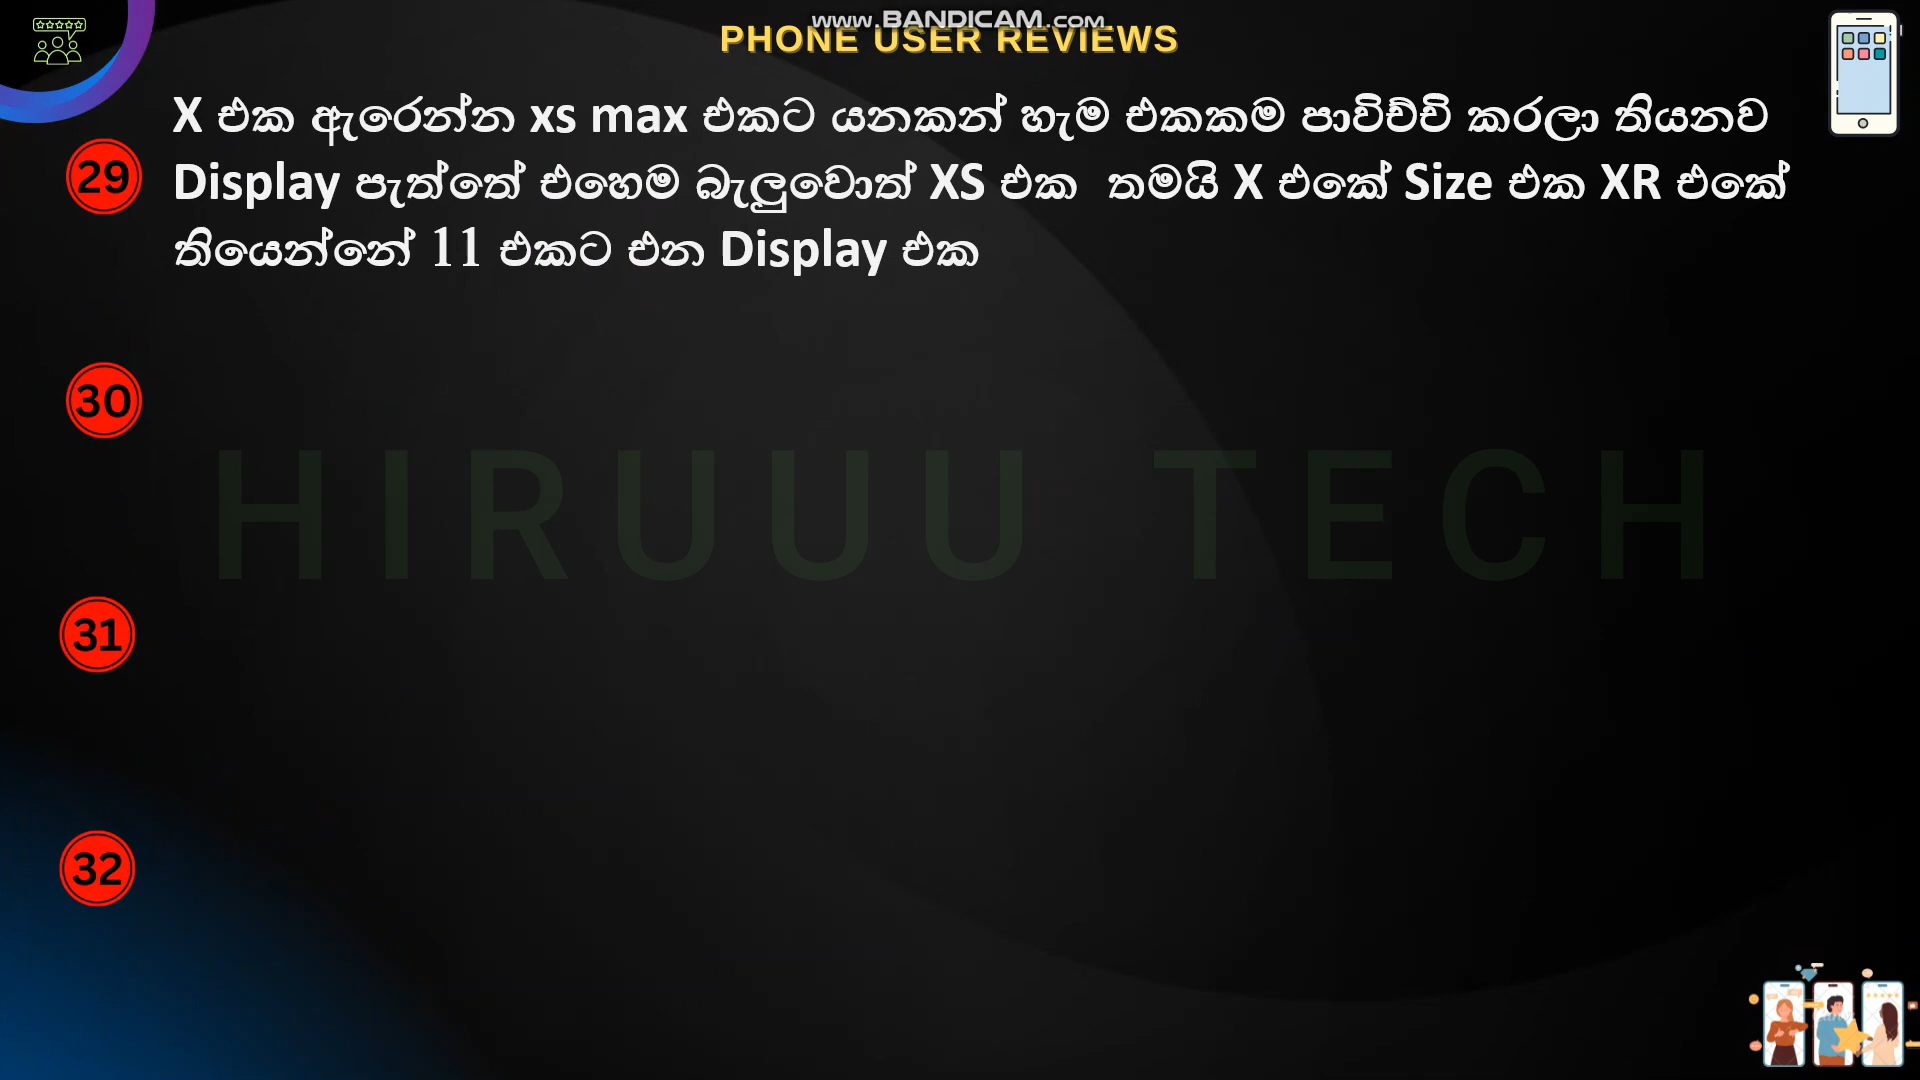 www.BANDICAM.com
PHONE USER REVIEWS
29
X එක ඇරෙන්න xs max එකට යනකන් හැම එකකම පාවිච්චි කරලා තියනව
Display පැත්තේ එහෙම බැලුවොත් XS එක  තමයි X එකේ Size එක XR එකේ
තියෙන්නේ 11 එකට එන Display එක
30
HIRUUU TECH
31
32